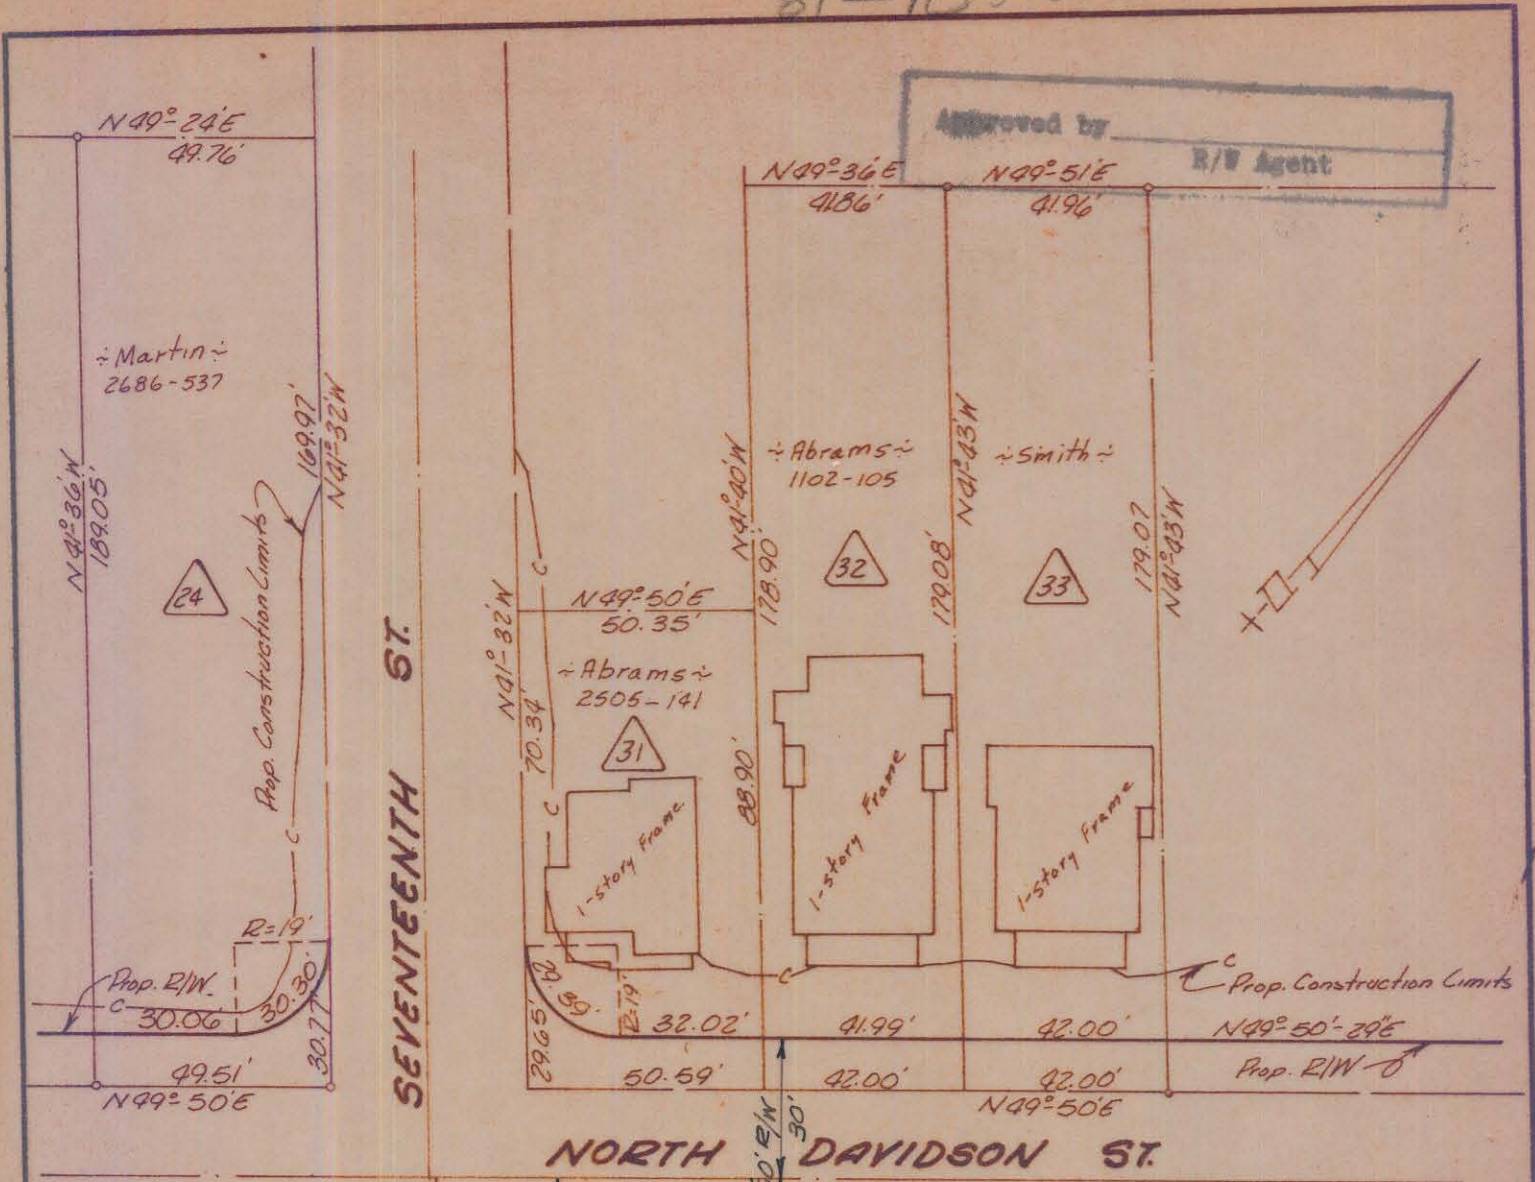 Approved by
R/W Agent
N49°-24'E
49.76'
N49°-36'E
41.86'
N49°-51'E
41.96'
÷Martin÷
2686-537
N41°-36'W
189.05'
24
Prop. Construction Limits
169.97'
N41°-32'W
SEVENTEENTH ST.
N41°-32'W
70.34'
C
N49°-50'E
50.35'
÷Abrams÷
2505-141
31
1-story Frame
N41°-40'W
178.90'
88.90'
÷Abrams÷
1102-105
32
1-story Frame
N41°-43'W
179.08'
÷Smith÷
33
1-story Frame
179.07
N41°-43'W
C
C
R=19'
Prop. R/W.
C
30.06'
30.30'
30.77'
49.51'
N49°-50'E
29.65'
R=19'
32.02'
41.99'
42.00'
N49°-50'-29"E
C
C
Prop. Construction Limits
Prop. R/W
50.59'
42.00'
42.00'
N49°-50'E
30'
NORTH DAVIDSON ST.